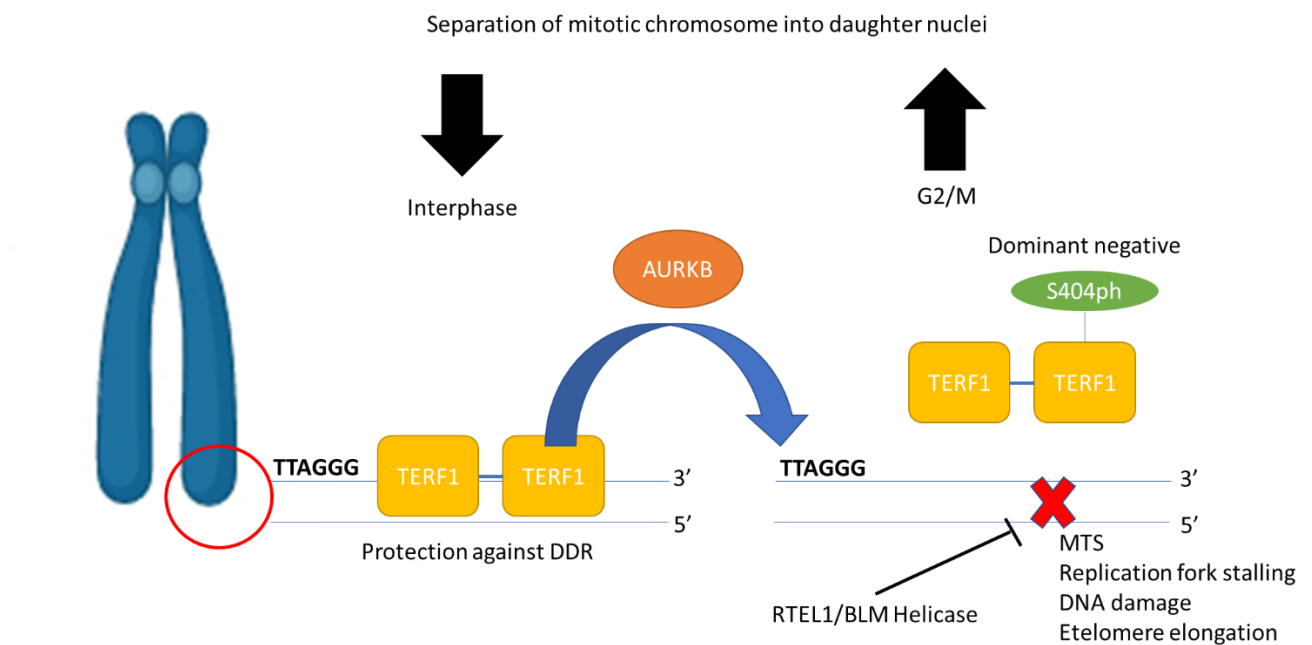 Separation of mitotic chromosome into daughter nuclei
Interphase
G2/M
Dominant negative
AURKB
S404ph
TERF1
TERF1
TTAGGG
TERF1
TERF1
3’
5’
TTAGGG
3’
5’
Protection against DDR
RTEL1/BLM Helicase
MTS
Replication fork stalling
DNA damage
Etelomere elongation